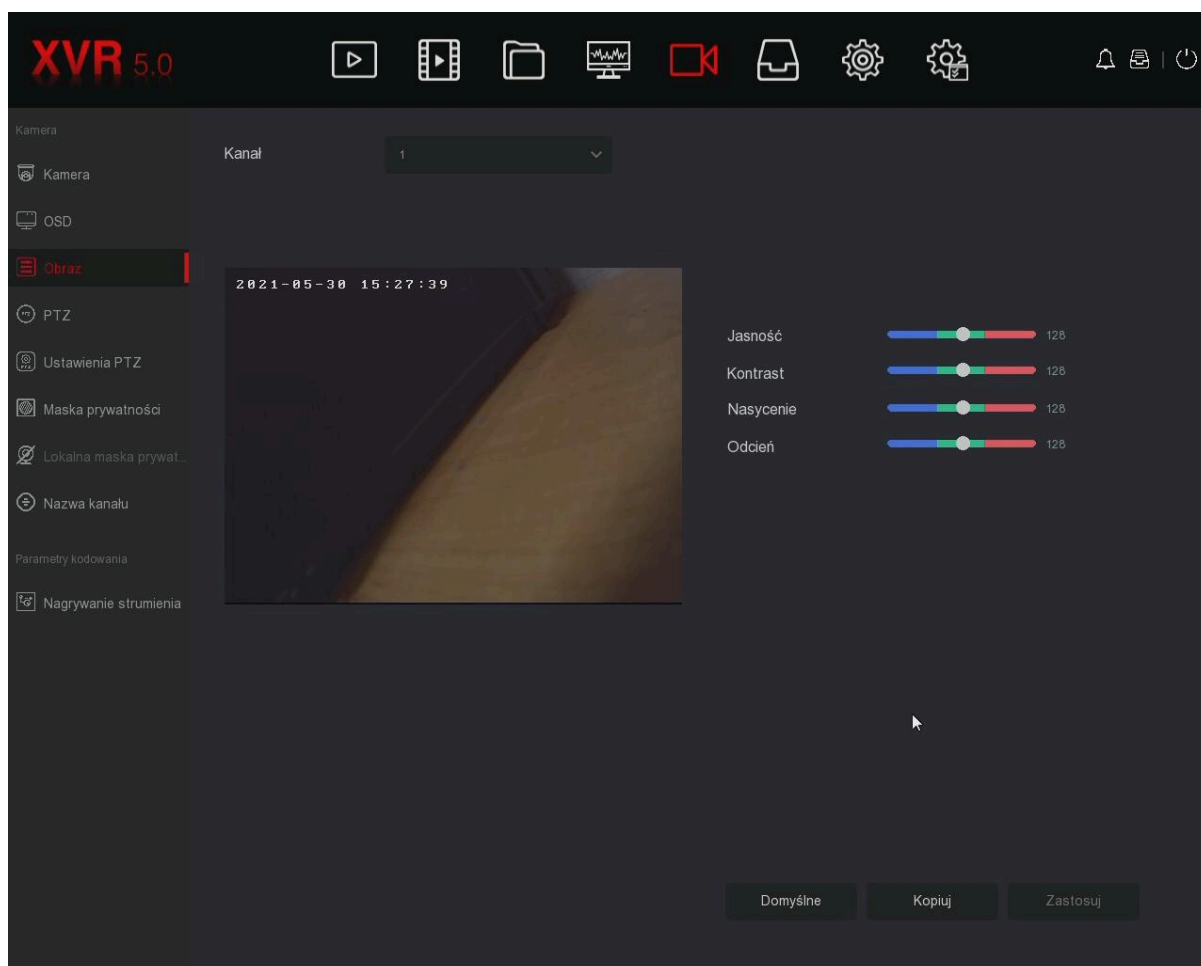 XVR 5.0
Kamera
Kanał
1
Kamera
OSD
Obraz
2021-05-30 15:27:39
PTZ
Jasność
128
Ustawienia PTZ
Kontrast
128
Maska prywatności
Nasycenie
128
Lokalna maska prywat...
Odcień
128
Nazwa kanału
Parametry kodowania
Nagrywanie strumienia
Domyślne
Kopiuj
Zastosuj